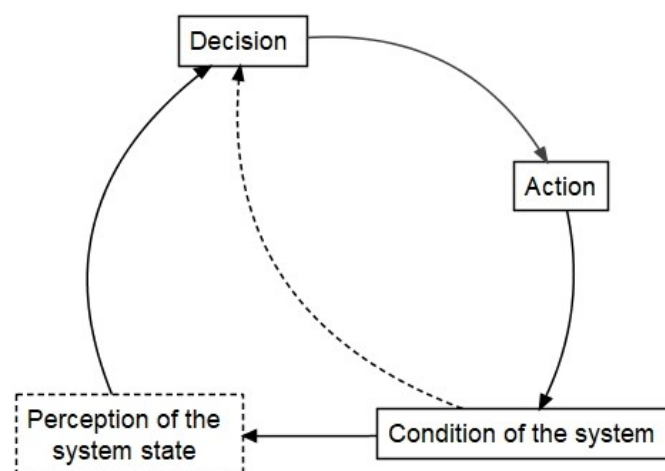 Decision
Action
Perception of the
system state
Condition of the system